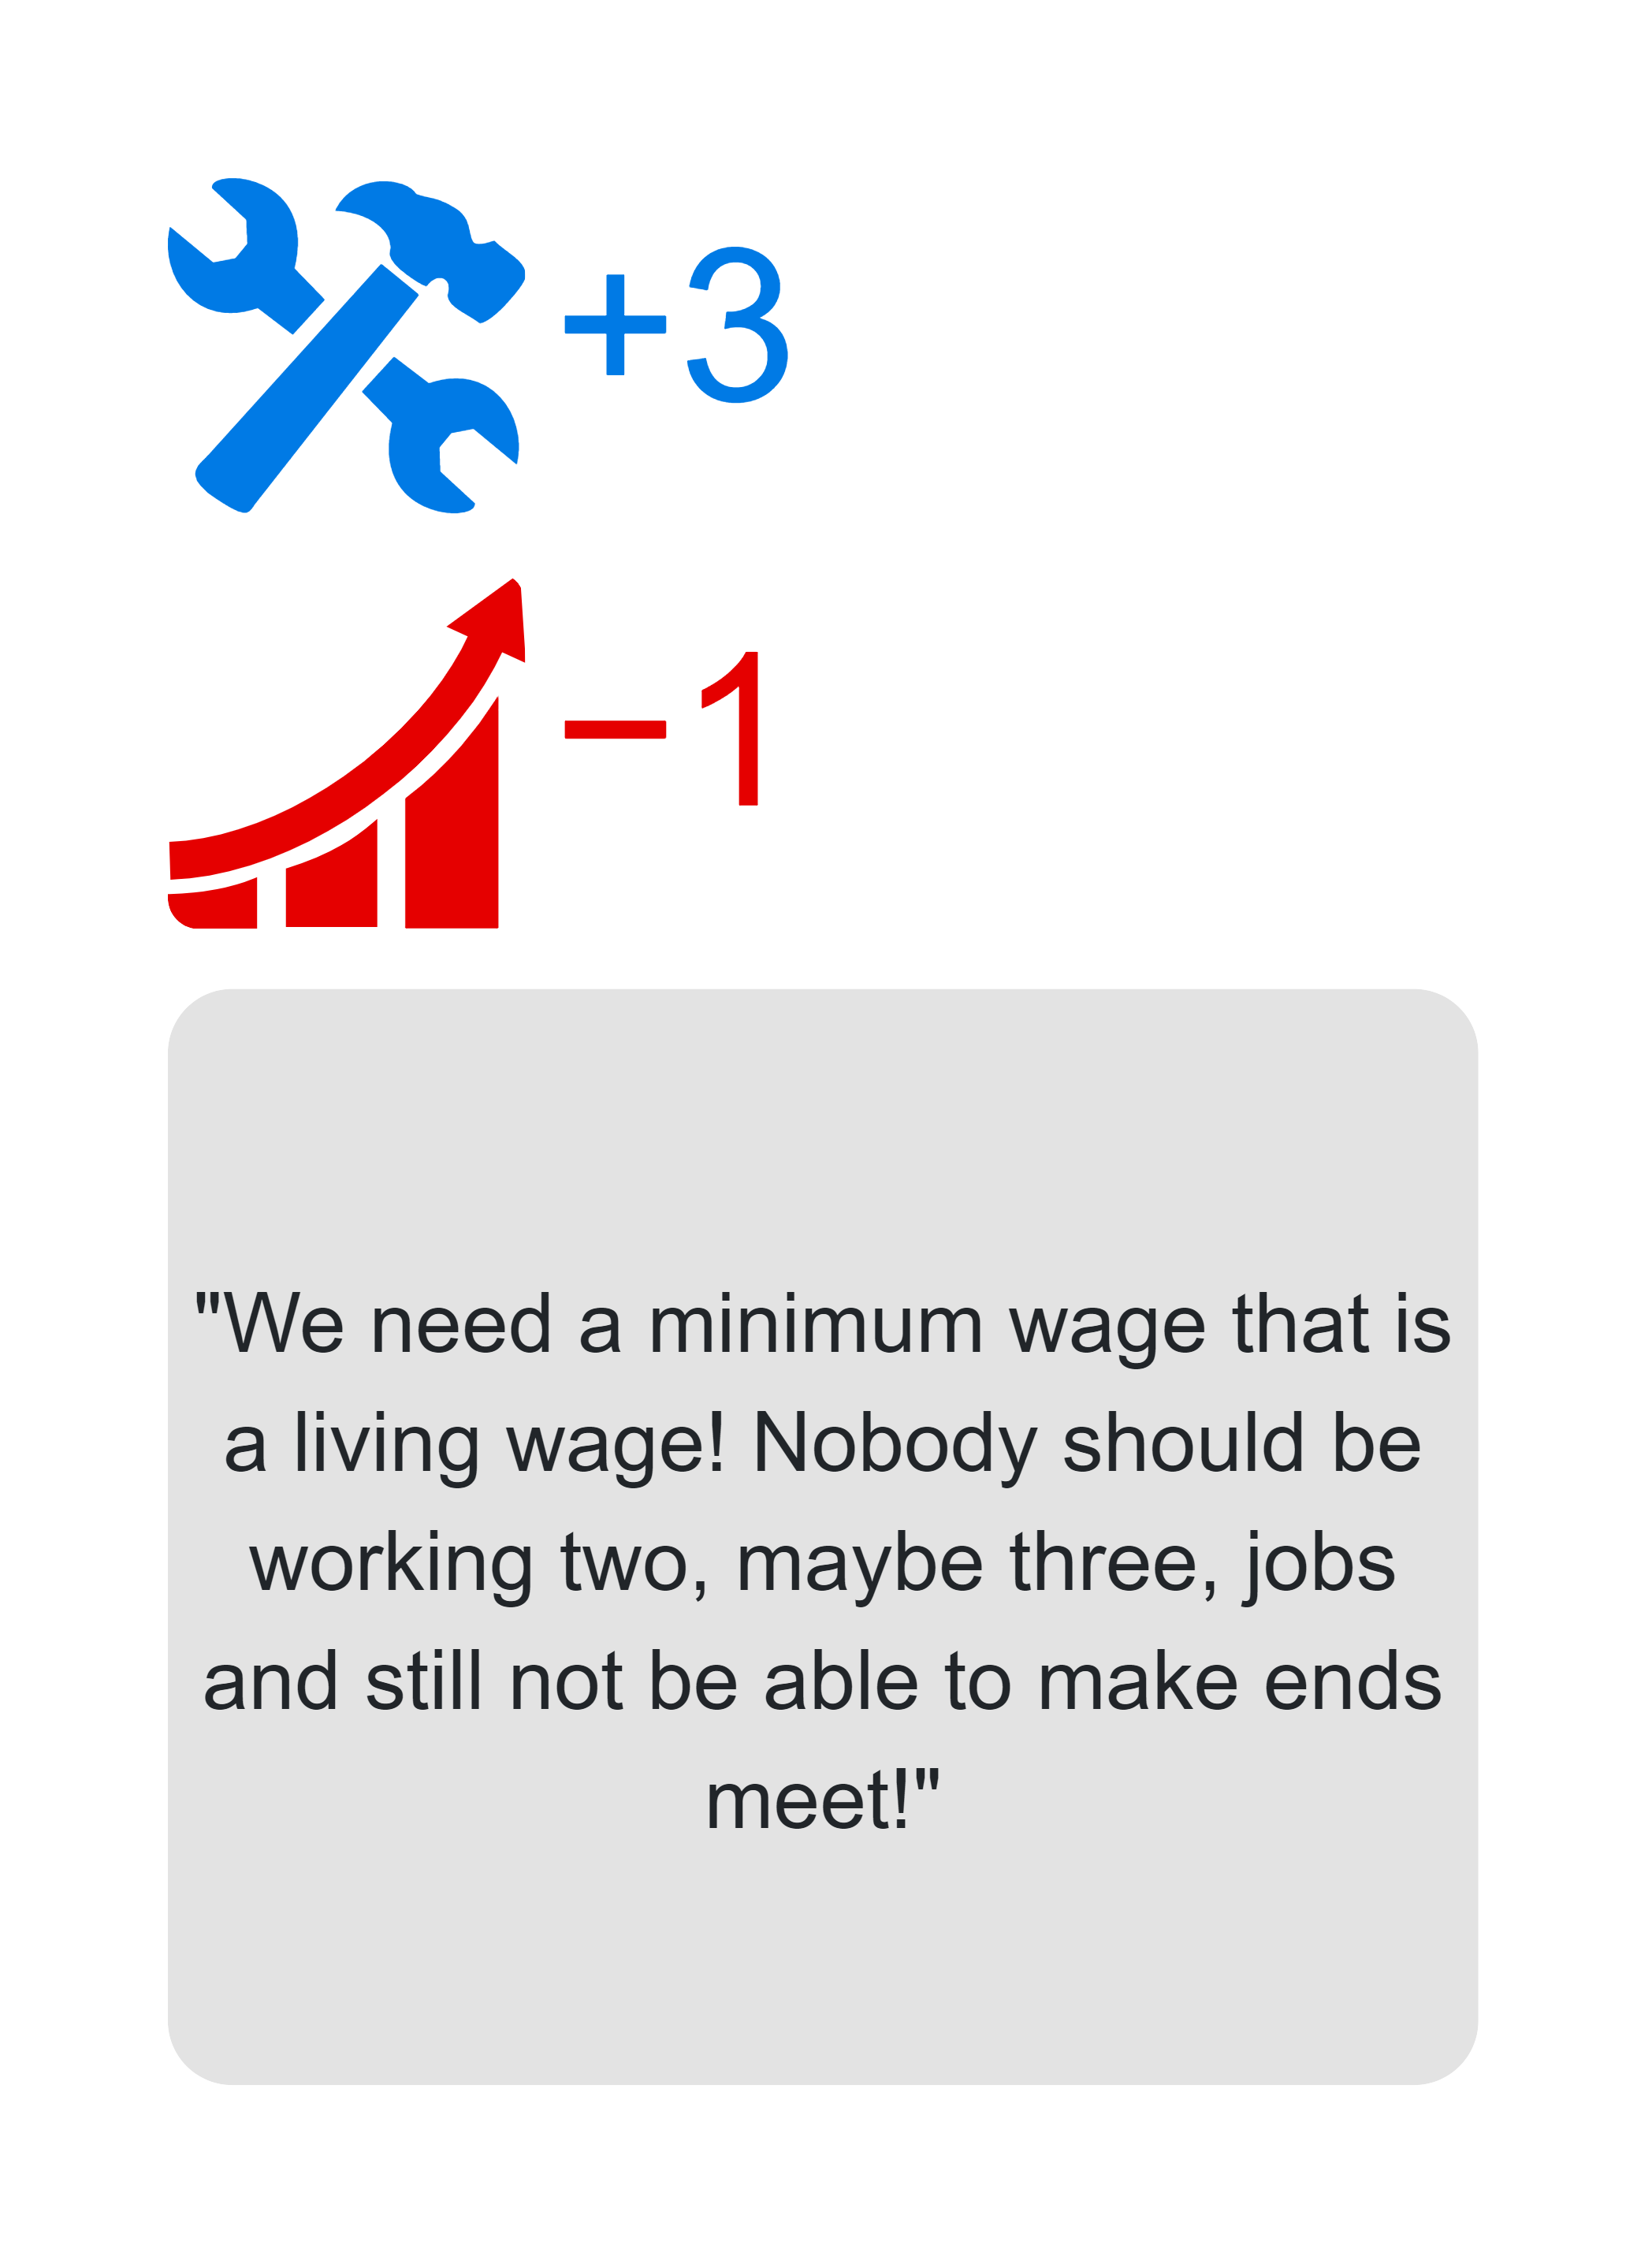 +3
−1
"We need a minimum wage that is
a living wage! Nobody should be
working two, maybe three, jobs
and still not be able to make ends
meet!"